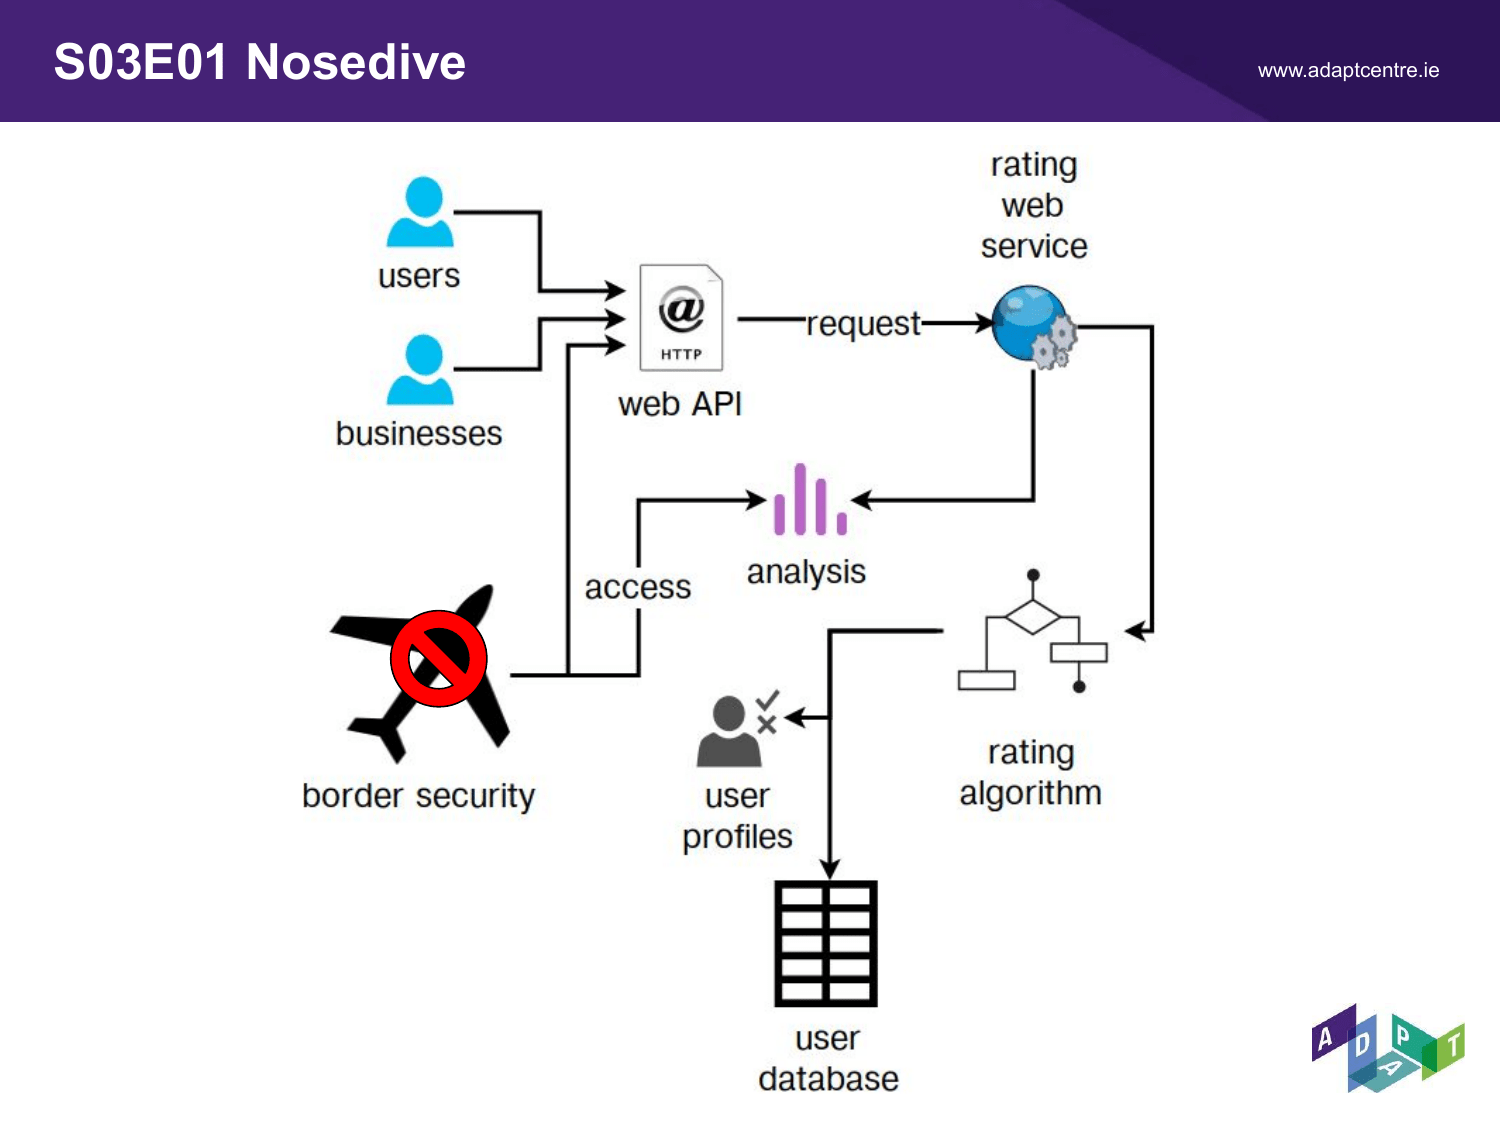 S03E01 Nosedive
www.adaptcentre.ie
rating
web
service
users
@
HTTP
request
web API
businesses
analysis
access
border security
user
profiles
rating
algorithm
user
database
ADAPT